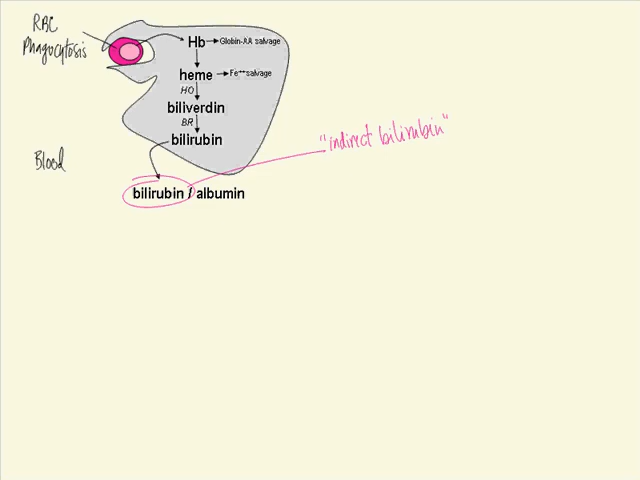 RBC
Phagocytosis
Hb
Globin-AA salvage
heme
Fe++salvage
HO
biliverdin
BR
bilirubin
"indirect bilirubin"
Blood
bilirubin / albumin